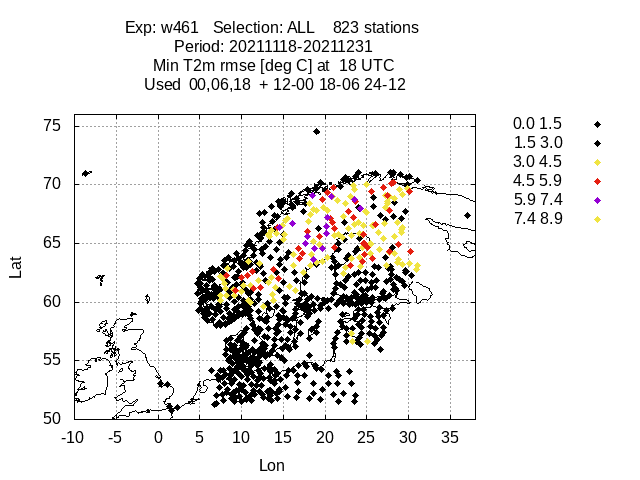 Exp: w461 Selection: ALL 823 stations
Period: 20211118-20211231
Min T2m rmse [deg C] at 18 UTC
Used 00,06,18 + 12-00 18-06 24-12
0.0 1.5
1.5 3.0
3.0 4.5
4.5 5.9
5.9 7.4
7.4 8.9
75
70
65
60
55
50
Lat
-10 -5 0 5 10 15 20 25 30 35
Lon